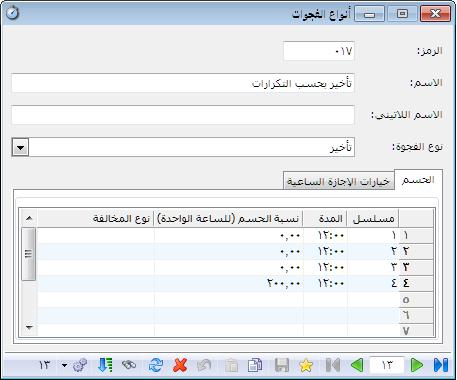 أنواع الفجوات
الرمز: ٠١٧
الاسم: تأخير بحسب التكرارات
الاسم اللاتيني:
نوع الفجوة: تأخير
الحسم خيارات الإجازة الساعية
مسلسل المدة نسبة الحسم (للساعة الواحدة) نوع المخالفة
١ ١ ١٢:٠٠ ٠,٠٠
٢ ٢ ١٢:٠٠ ٠,٠٠
٣ ٣ ١٢:٠٠ ٠,٠٠
٤ ٤ ١٢:٠٠ ٢٠٠,٠٠
٥
٦
٧
١٣ ١٣